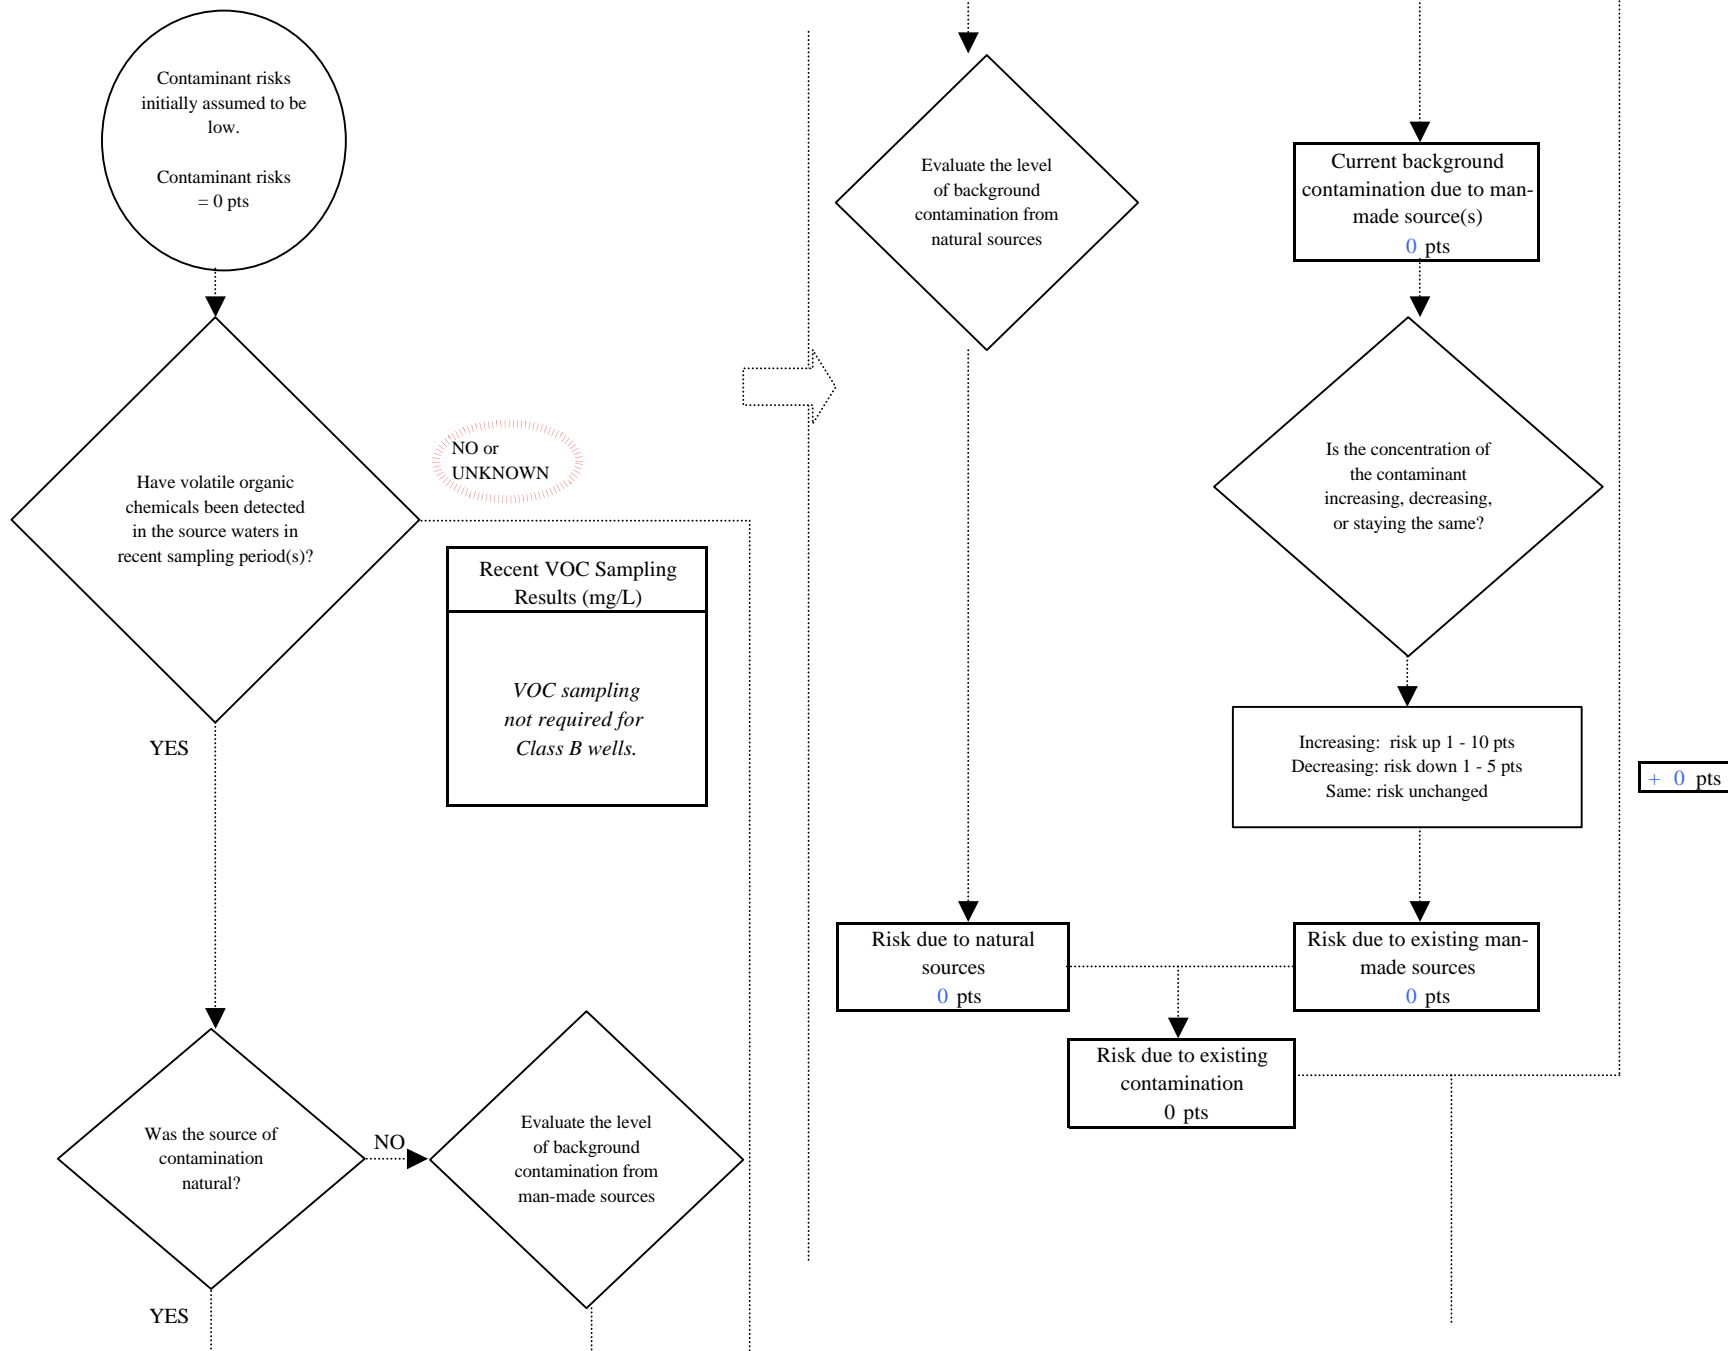 Contaminant risks
initially assumed to be
low.
Contaminant risks
= 0 pts
Have volatile organic
chemicals been detected
in the source waters in
recent sampling period(s)?
NO or
UNKNOWN
Recent VOC Sampling
Results (mg/L)
VOC sampling
not required for
Class B wells.
YES
Was the source of
contamination
natural?
NO
Evaluate the level
of background
contamination from
man-made sources
YES
Evaluate the level
of background
contamination from
natural sources
Current background
contamination due to man-
made source(s)
0 pts
Is the concentration of
the contaminant
increasing, decreasing,
or staying the same?
Increasing: risk up 1 - 10 pts
Decreasing: risk down 1 - 5 pts
Same: risk unchanged
+ 0 pts
Risk due to natural
sources
0 pts
Risk due to existing man-
made sources
0 pts
Risk due to existing
contamination
0 pts